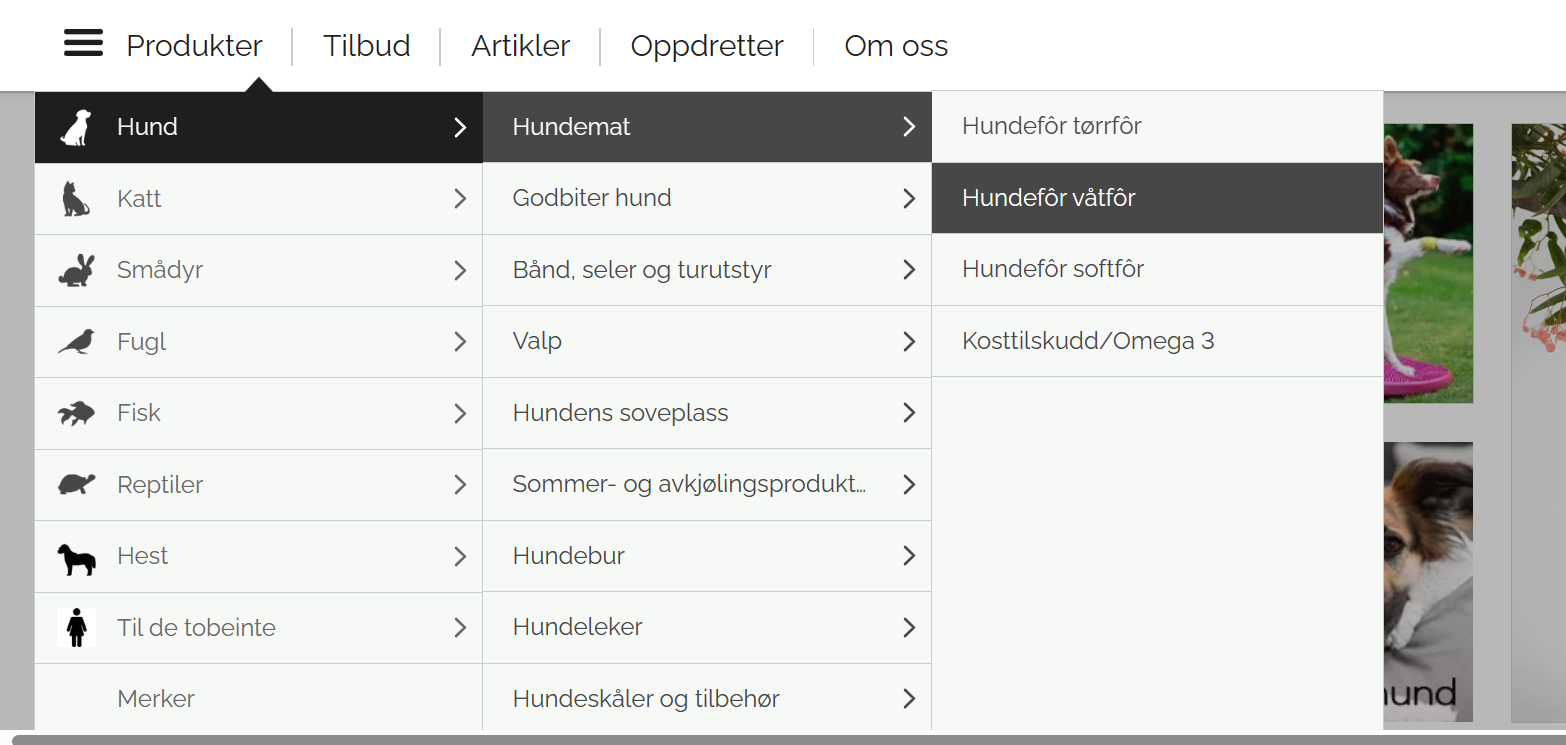 Produkter
Tilbud
Artikler
Oppdretter
Om oss
Hund
Katt
Smådyr
Fugl
Fisk
Reptiler
Hest
Til de tobeinte
Merker
Hundemat
Godbiter hund
Bånd, seler og turutstyr
Valp
Hundens soveplass
Sommer- og avkjølingsprodukt...
Hundebur
Hundeleker
Hundeskåler og tilbehør
Hundefôr tørrfôr
Hundefôr våtfôr
Hundefôr softfôr
Kosttilskudd/Omega 3